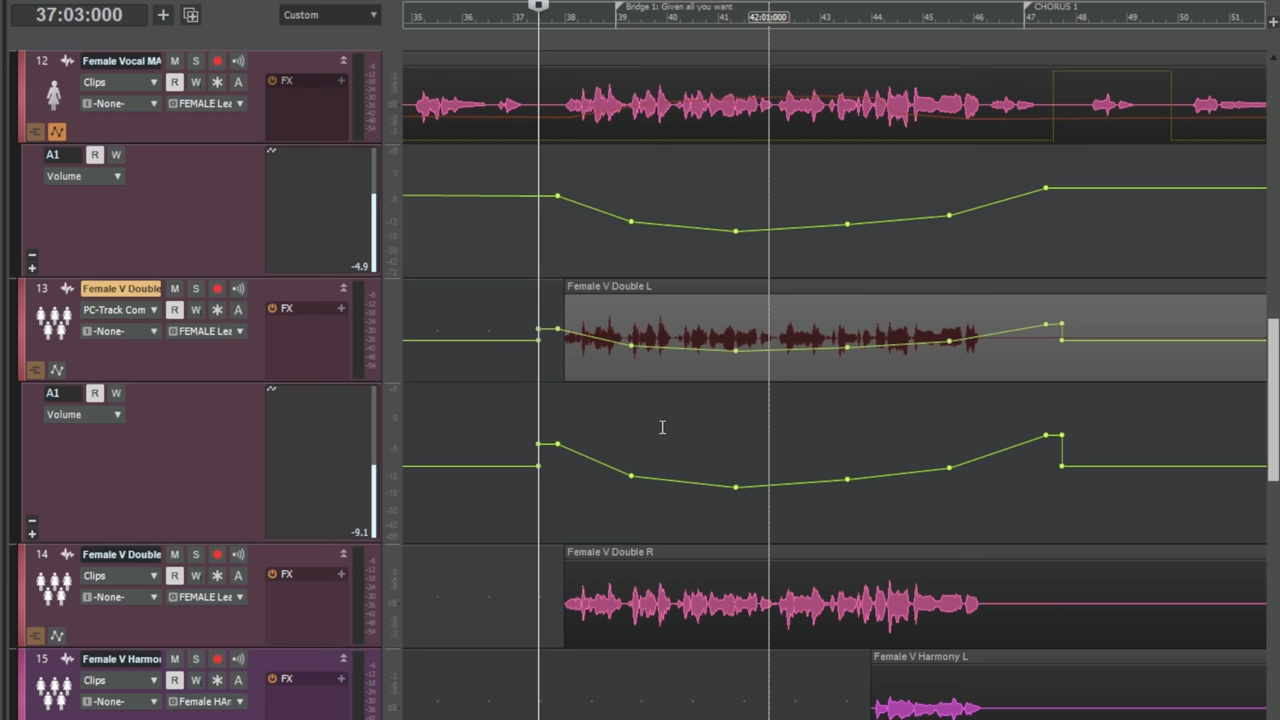 37:03:000
Custom
35 36 37 38 39 40 42:01:000 43 44 45 46 47 48 49 50 51
Bridge 1: Given all you want
CHORUS 1
12 Female Vocal MA M S
Clips R W A FX
-None- FEMALE Lea
A1 R W
Volume
-4.9
13 Female V Double M S
PC-Track Com R W A FX
-None- FEMALE Lea
Female V Double L
A1 R W
Volume
-9.1
14 Female V Double M S
Clips R W A FX
-None- FEMALE Lea
Female V Double R
15 Female V Harmo M S
Clips R W A FX
-None- Female HAr
Female V Harmony L